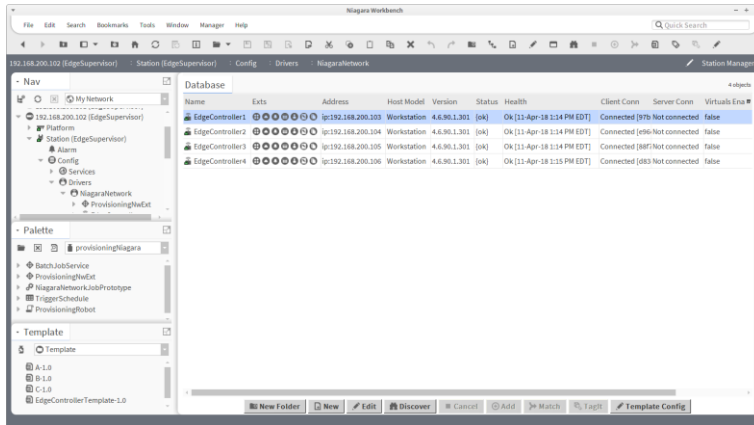 Niagara Workbench
File Edit Search Bookmarks Tools Window Manager Help
Quick Search
192.168.200.102 (EdgeSupervisor) : Station (EdgeSupervisor) : Config : Drivers : NiagaraNetwork
Station Manager
Nav
My Network
192.168.200.102 (EdgeSupervisor)
Platform
Station (EdgeSupervisor)
Alarm
Config
Services
Drivers
NiagaraNetwork
ProvisioningNwExt
Palette
provisioningNiagara
BatchJobService
ProvisioningNwExt
NiagaraNetworkJobPrototype
TriggerSchedule
ProvisioningRobot
Template
Template
A-1.0
B-1.0
C-1.0
EdgeControllerTemplate-1.0
Database
4 objects
Name Exts Address Host Model Version Status Health Client Conn Server Conn Virtuals Ena
EdgeController1 ip:192.168.200.103 Workstation 4.6.90.1.301 [ok] Ok [11-Apr-18 1:14 PM EDT] Connected [97b Not connected false
EdgeController2 ip:192.168.200.104 Workstation 4.6.90.1.301 [ok] Ok [11-Apr-18 1:14 PM EDT] Connected [e96 Not connected false
EdgeController3 ip:192.168.200.105 Workstation 4.6.90.1.301 [ok] Ok [11-Apr-18 1:14 PM EDT] Connected [88f Not connected false
EdgeController4 ip:192.168.200.106 Workstation 4.6.90.1.301 [ok] Ok [11-Apr-18 1:15 PM EDT] Connected [d83 Not connected false
New Folder New Edit Discover Cancel Add Match TagIt Template Config